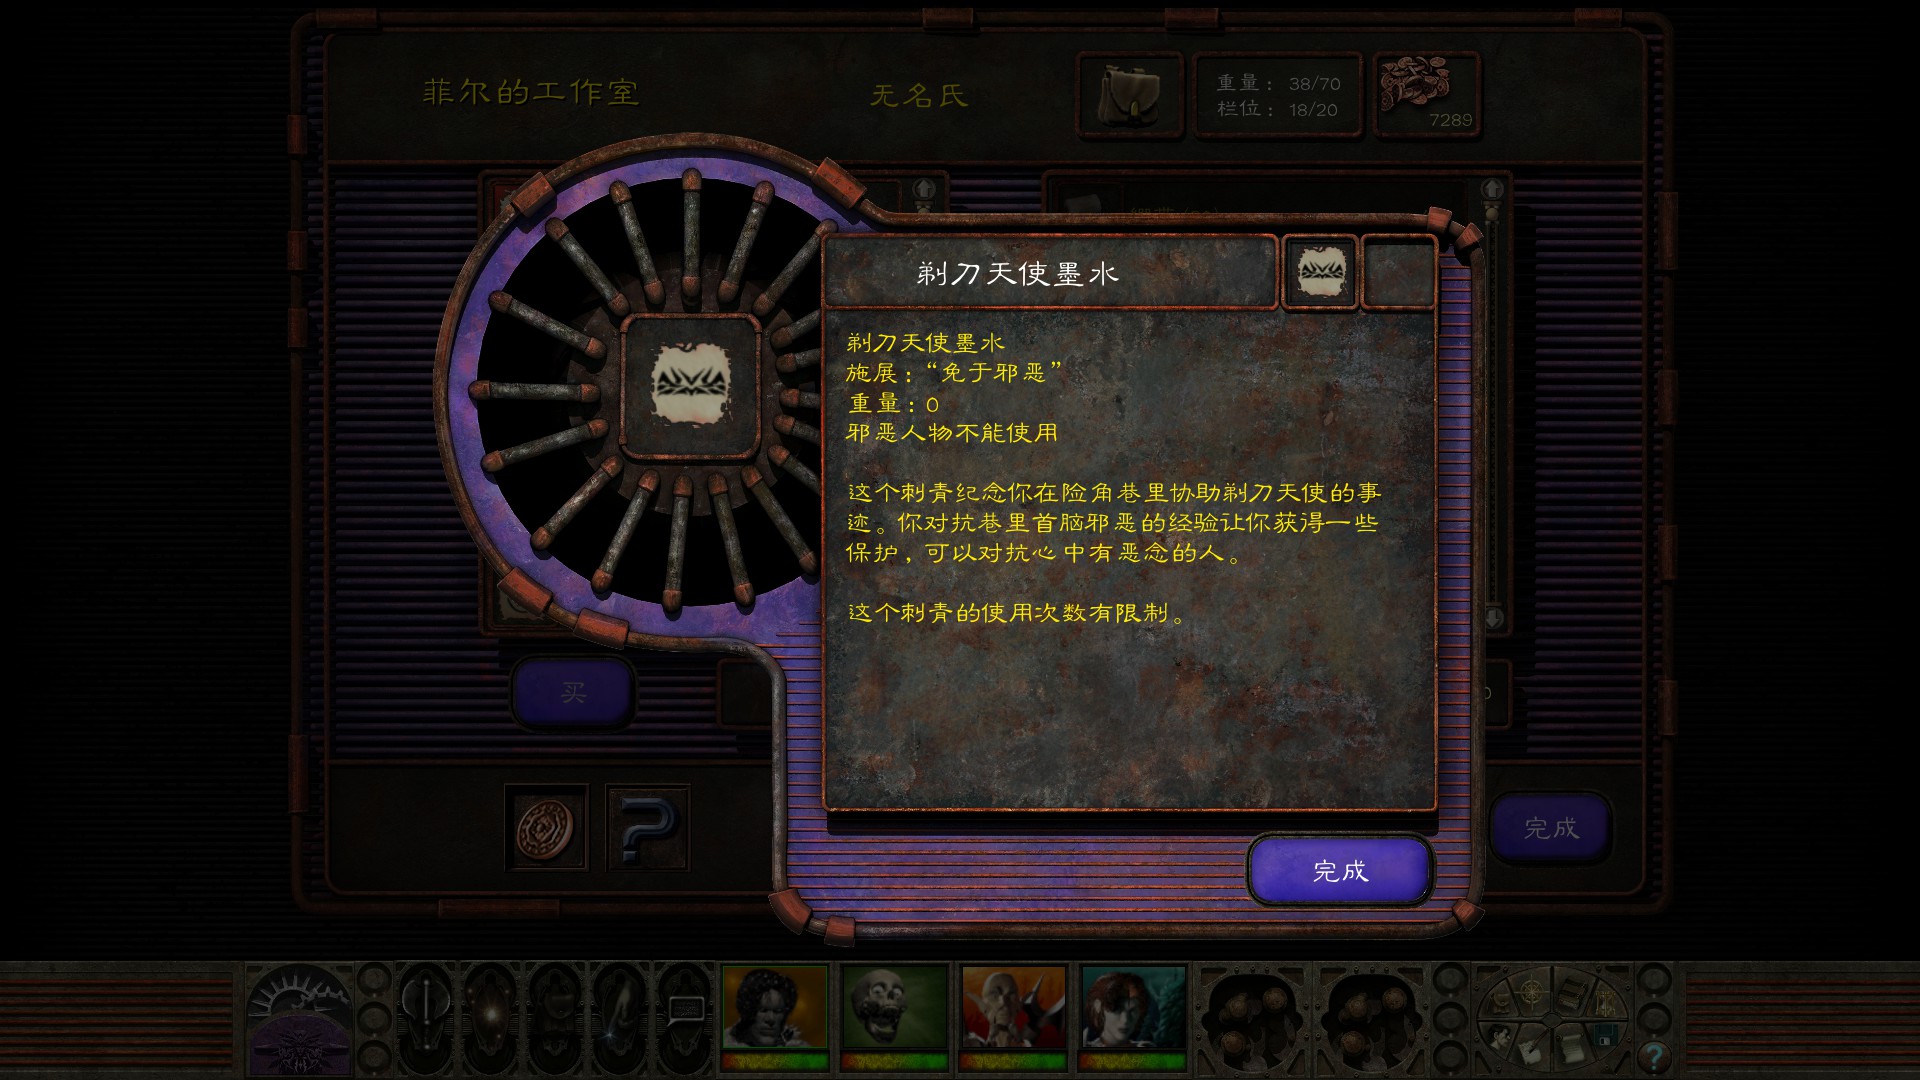 菲尔的工作室
无名氏
重量： 38/70
栏位： 18/20
7289
剃刀天使墨水
剃刀天使墨水
施展：“免于邪恶”
重量：0
邪恶人物不能使用
这个刺青纪念你在险角巷里协助剃刀天使的事
迹。你对抗巷里首脑邪恶的经验让你获得一些
保护，可以对抗心中有恶念的人。
这个刺青的使用次数有限制。
买
完成
完成